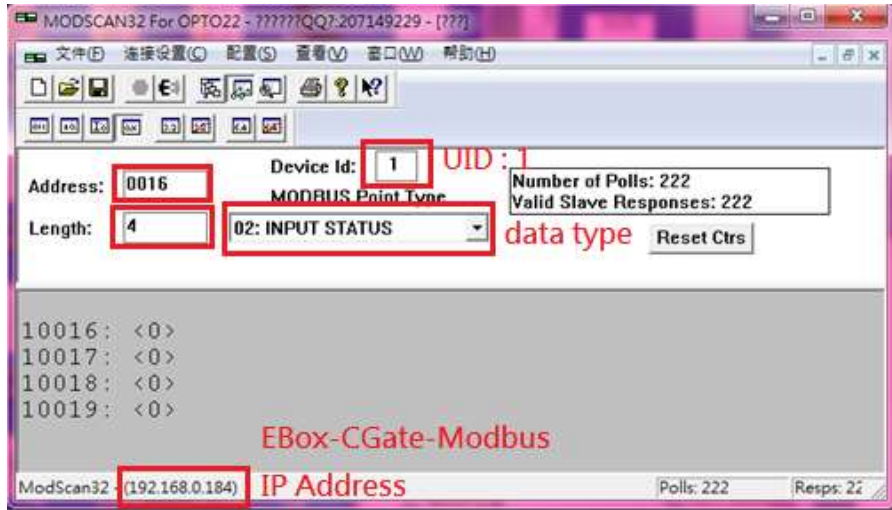 MODSCAN32 For OPTO22 - ??????QQ?:207149229 - [???]
文件(F) 连接设置(C) 配置(S) 查看(V) 窗口(W) 帮助(H)
Device Id: 1 UID : 1
Address: 0016
MODBUS Point Type
Number of Polls: 222
Valid Slave Responses: 222
Length: 4
02: INPUT STATUS
data type
Reset Ctrs
10016: <0>
10017: <0>
10018: <0>
10019: <0>
EBox-CGate-Modbus
ModScan32 - (192.168.0.184) IP Address
Polls: 222
Resps: 22